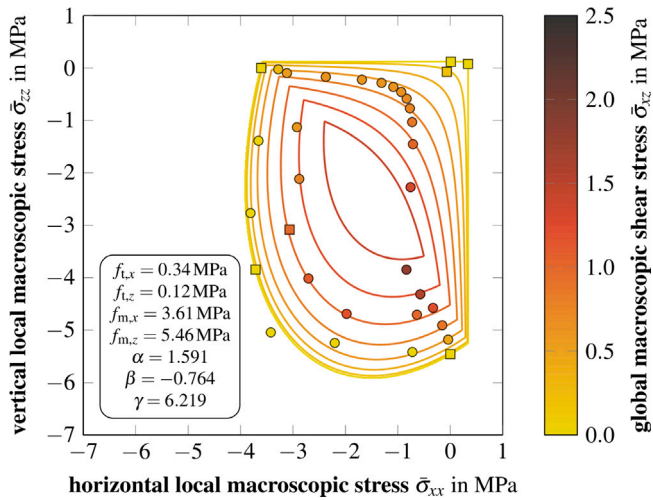 1
0
−1
−2
−3
−4
−5
−6
−7
vertical local macroscopic stress σ̄zz in MPa
ft,x = 0.34 MPa
ft,z = 0.12 MPa
fm,x = 3.61 MPa
fm,z = 5.46 MPa
α = 1.591
β = −0.764
γ = 6.219
−7 −6 −5 −4 −3 −2 −1 0 1
horizontal local macroscopic stress σ̄xx in MPa
2.5
2.0
1.5
1.0
0.5
0.0
global macroscopic shear stress σ̄xz in MPa